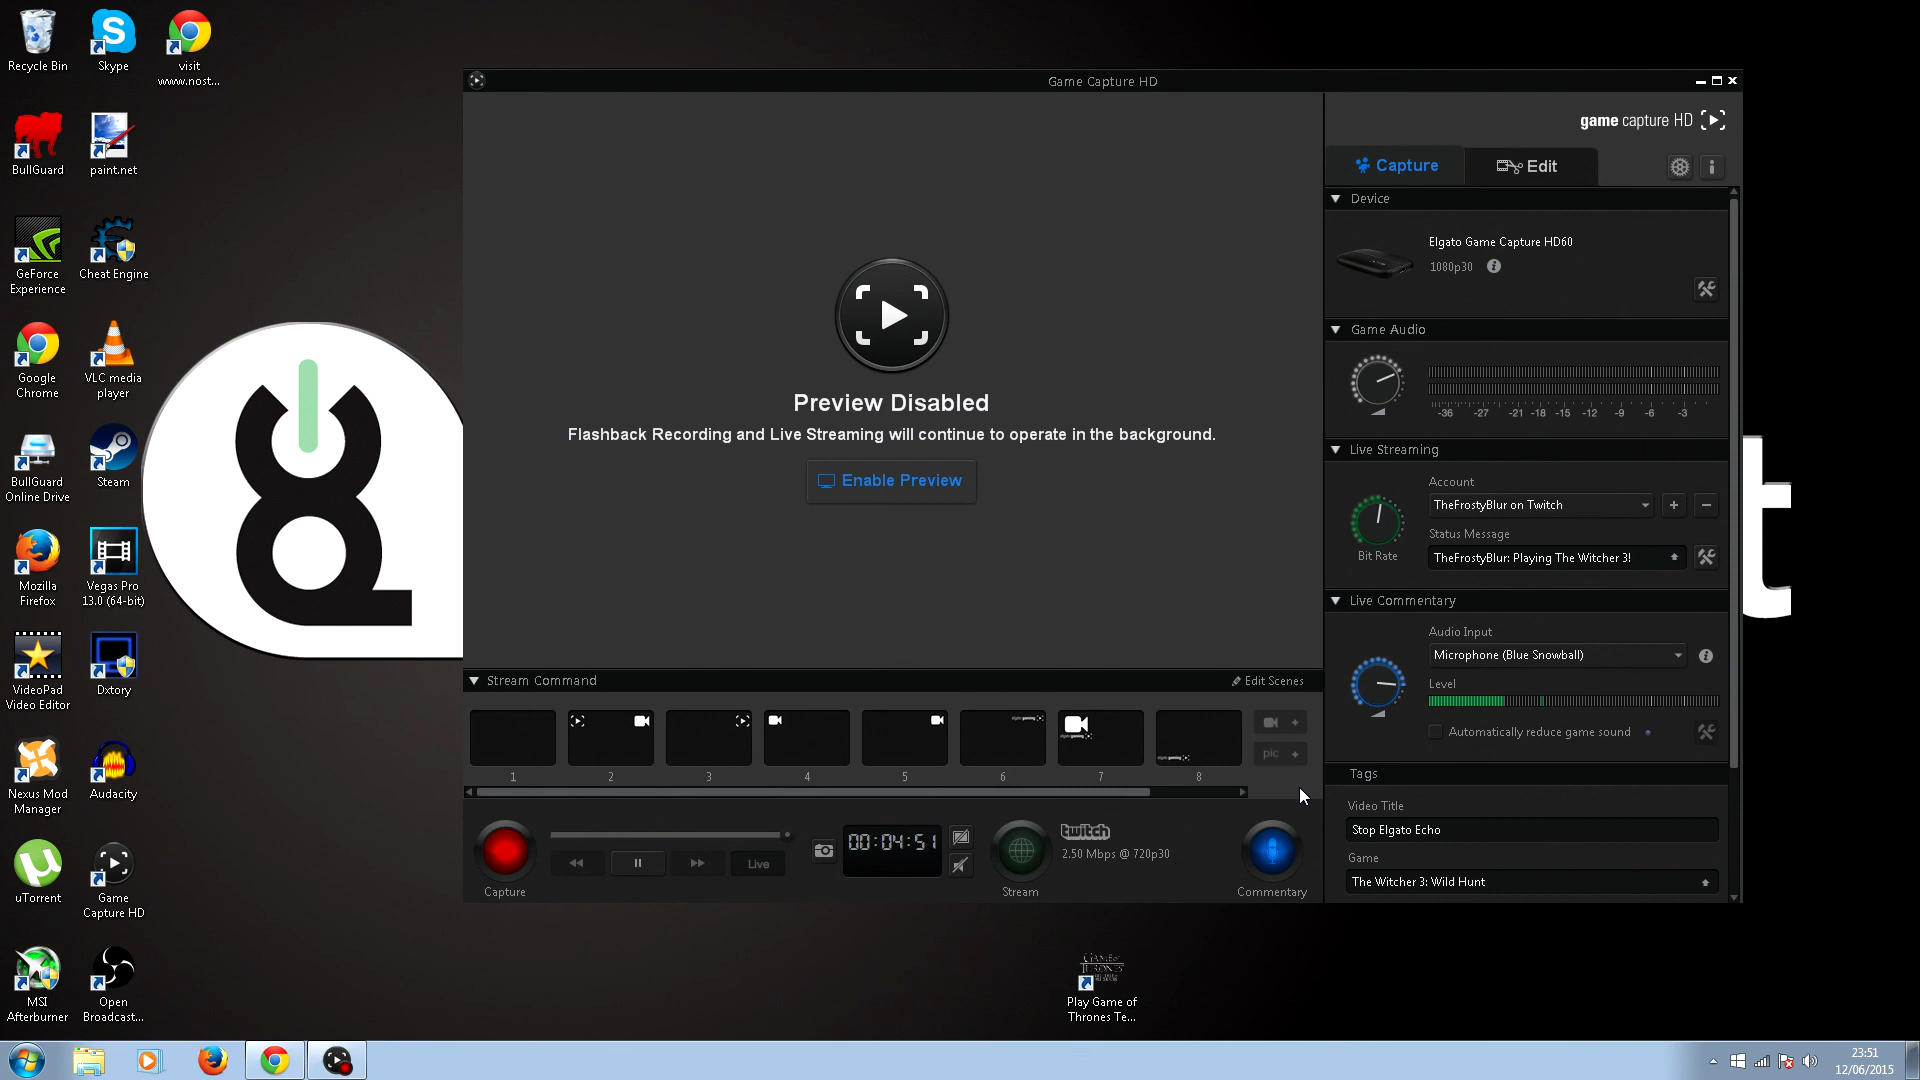 Recycle Bin
Skype
visit
www.nost...
BullGuard
paint.net
GeForce
Experience
Cheat Engine
Google
Chrome
VLC media
player
BullGuard
Online Drive
Steam
Mozilla
Firefox
Vegas Pro
13.0 (64-bit)
VideoPad
Video Editor
Dxtory
Nexus Mod
Manager
Audacity
uTorrent
Game
Capture HD
MSI
Afterburner
Open
Broadcast...
Game Capture HD
game capture HD
Capture
Edit
Preview Disabled
Flashback Recording and Live Streaming will continue to operate in the background.
Enable Preview
Device
Elgato Game Capture HD60
1080p30
Game Audio
-36 -27 -21 -18 -15 -12 -9 -6 -3
Live Streaming
Account
TheFrostyBlur on Twitch
Bit Rate
Status Message
TheFrostyBlur: Playing The Witcher 3!
Live Commentary
Audio Input
Microphone (Blue Snowball)
Level
Automatically reduce game sound
Tags
Video Title
Stop Elgato Echo
Game
The Witcher 3: Wild Hunt
Stream Command
Edit Scenes
1 2 3 4 5 6 7 8
pic
Capture
Live
00:04:51
Stream
twitch
2.50 Mbps @ 720p30
Commentary
t
GAME OF
THRONES
Play Game of
Thrones Te...
23:51
12/06/2015